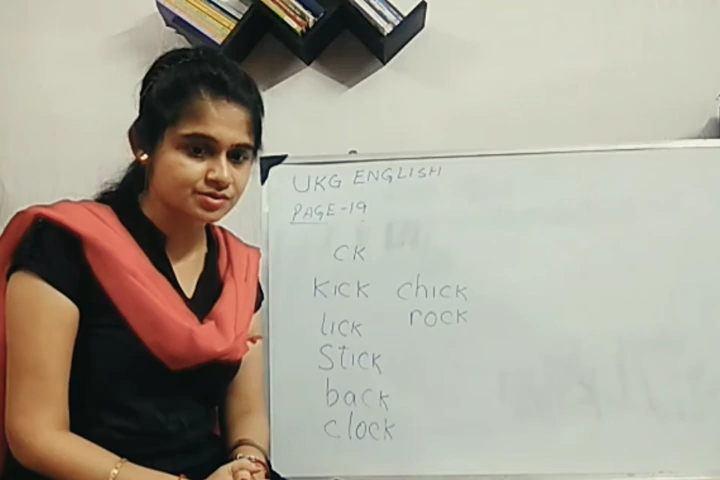 UKG ENGLISH
PAGE-19
ck
kick chick
lick rock
Stick
back
clock